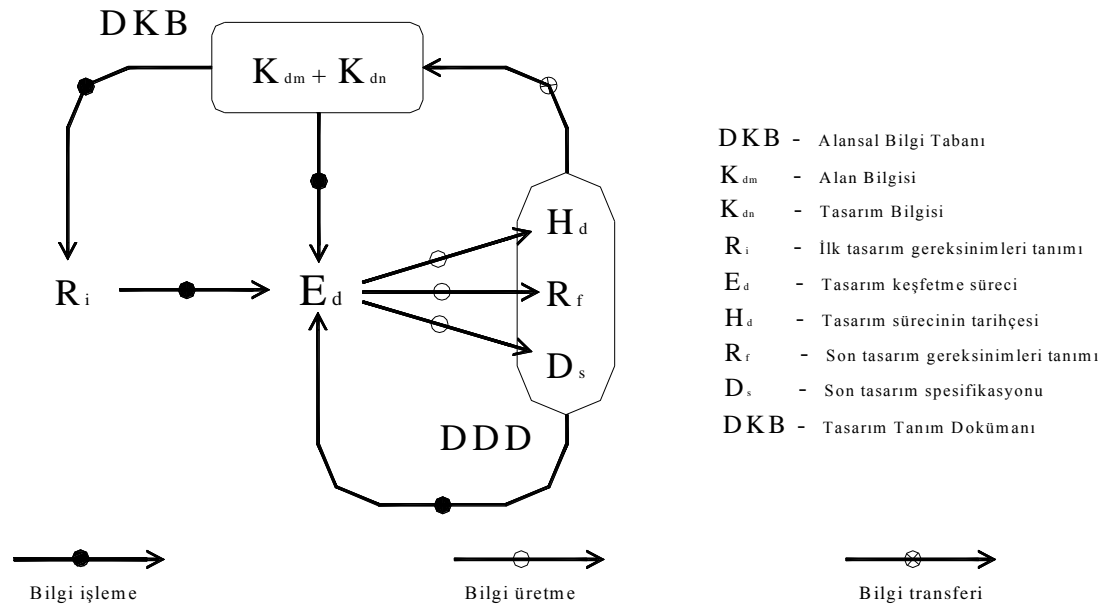 DKB
K dm + K dn
R i
E d
H d
R f
D s
DDD
DKB - Alansal Bilgi Tabanı
K dm - Alan Bilgisi
K dn - Tasarım Bilgisi
R i - İlk tasarım gereksinimleri tanımı
E d - Tasarım keşfetme süreci
H d - Tasarım sürecinin tarihçesi
R f - Son tasarım gereksinimleri tanımı
D s - Son tasarım spesifikasyonu
DKB - Tasarım Tanım Dokümanı
Bilgi işleme
Bilgi üretme
Bilgi transferi